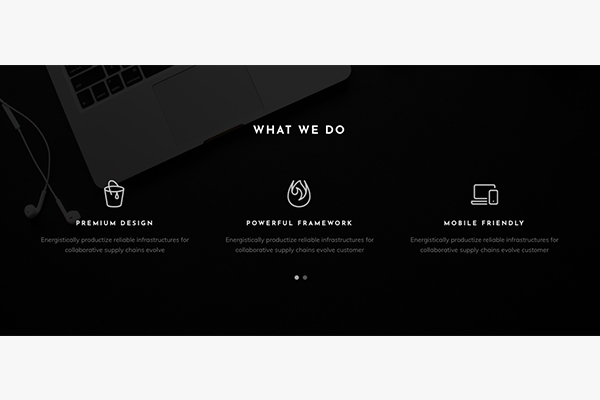 WHAT WE DO
PREMIUM DESIGN
Energistically productize reliable infrastructures for
collaborative supply chains evolve
POWERFUL FRAMEWORK
Energistically productize reliable infrastructures for
collaborative supply chains evolve customer
MOBILE FRIENDLY
Energistically productize reliable infrastructures for
collaborative supply chains evolve customer